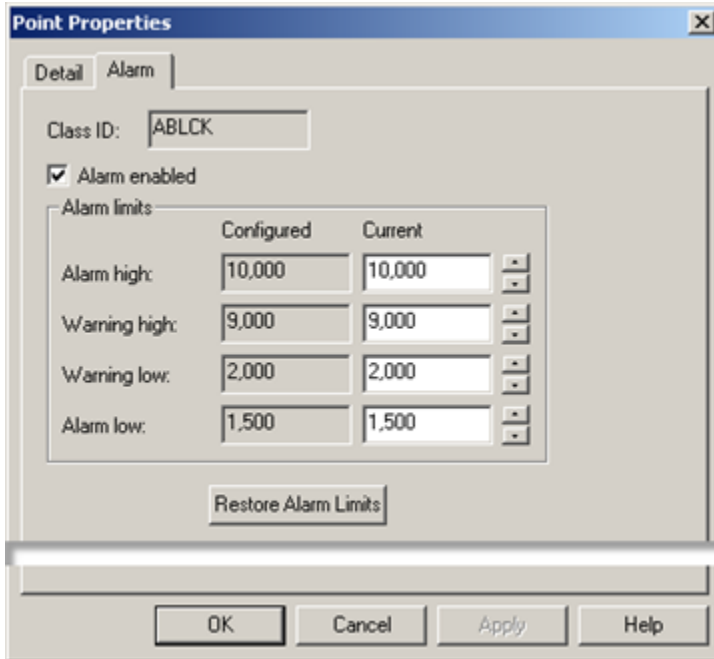 Point Properties
Detail Alarm
Class ID: ABLCK
Alarm enabled
Alarm limits
Configured Current
Alarm high: 10,000 10,000
Warning high: 9,000 9,000
Warning low: 2,000 2,000
Alarm low: 1,500 1,500
Restore Alarm Limits
OK Cancel Apply Help